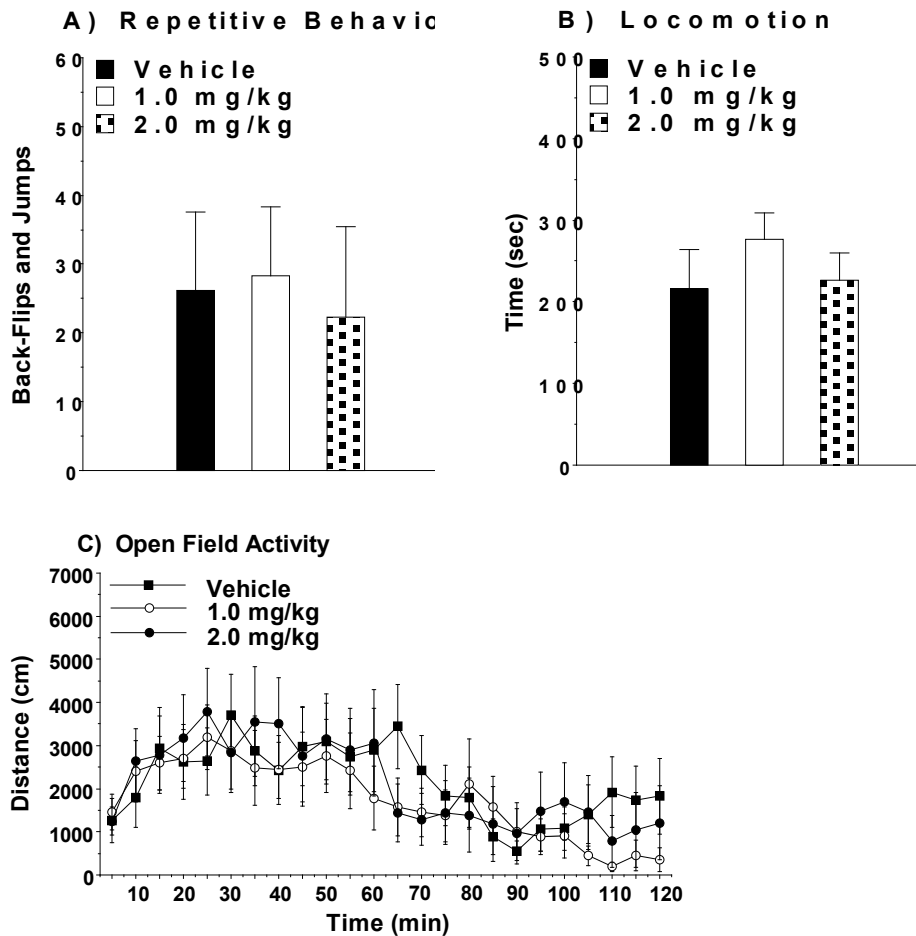 A) Repetitive Behavio
60
50
40
30
20
10
0
Back-Flips and Jumps
Vehicle
1.0 mg/kg
2.0 mg/kg
B) Locomotion
500
400
300
200
100
0
Time (sec)
Vehicle
1.0 mg/kg
2.0 mg/kg
C) Open Field Activity
7000
6000
5000
4000
3000
2000
1000
0
Distance (cm)
Vehicle
1.0 mg/kg
2.0 mg/kg
10 20 30 40 50 60 70 80 90 100 110 120
Time (min)